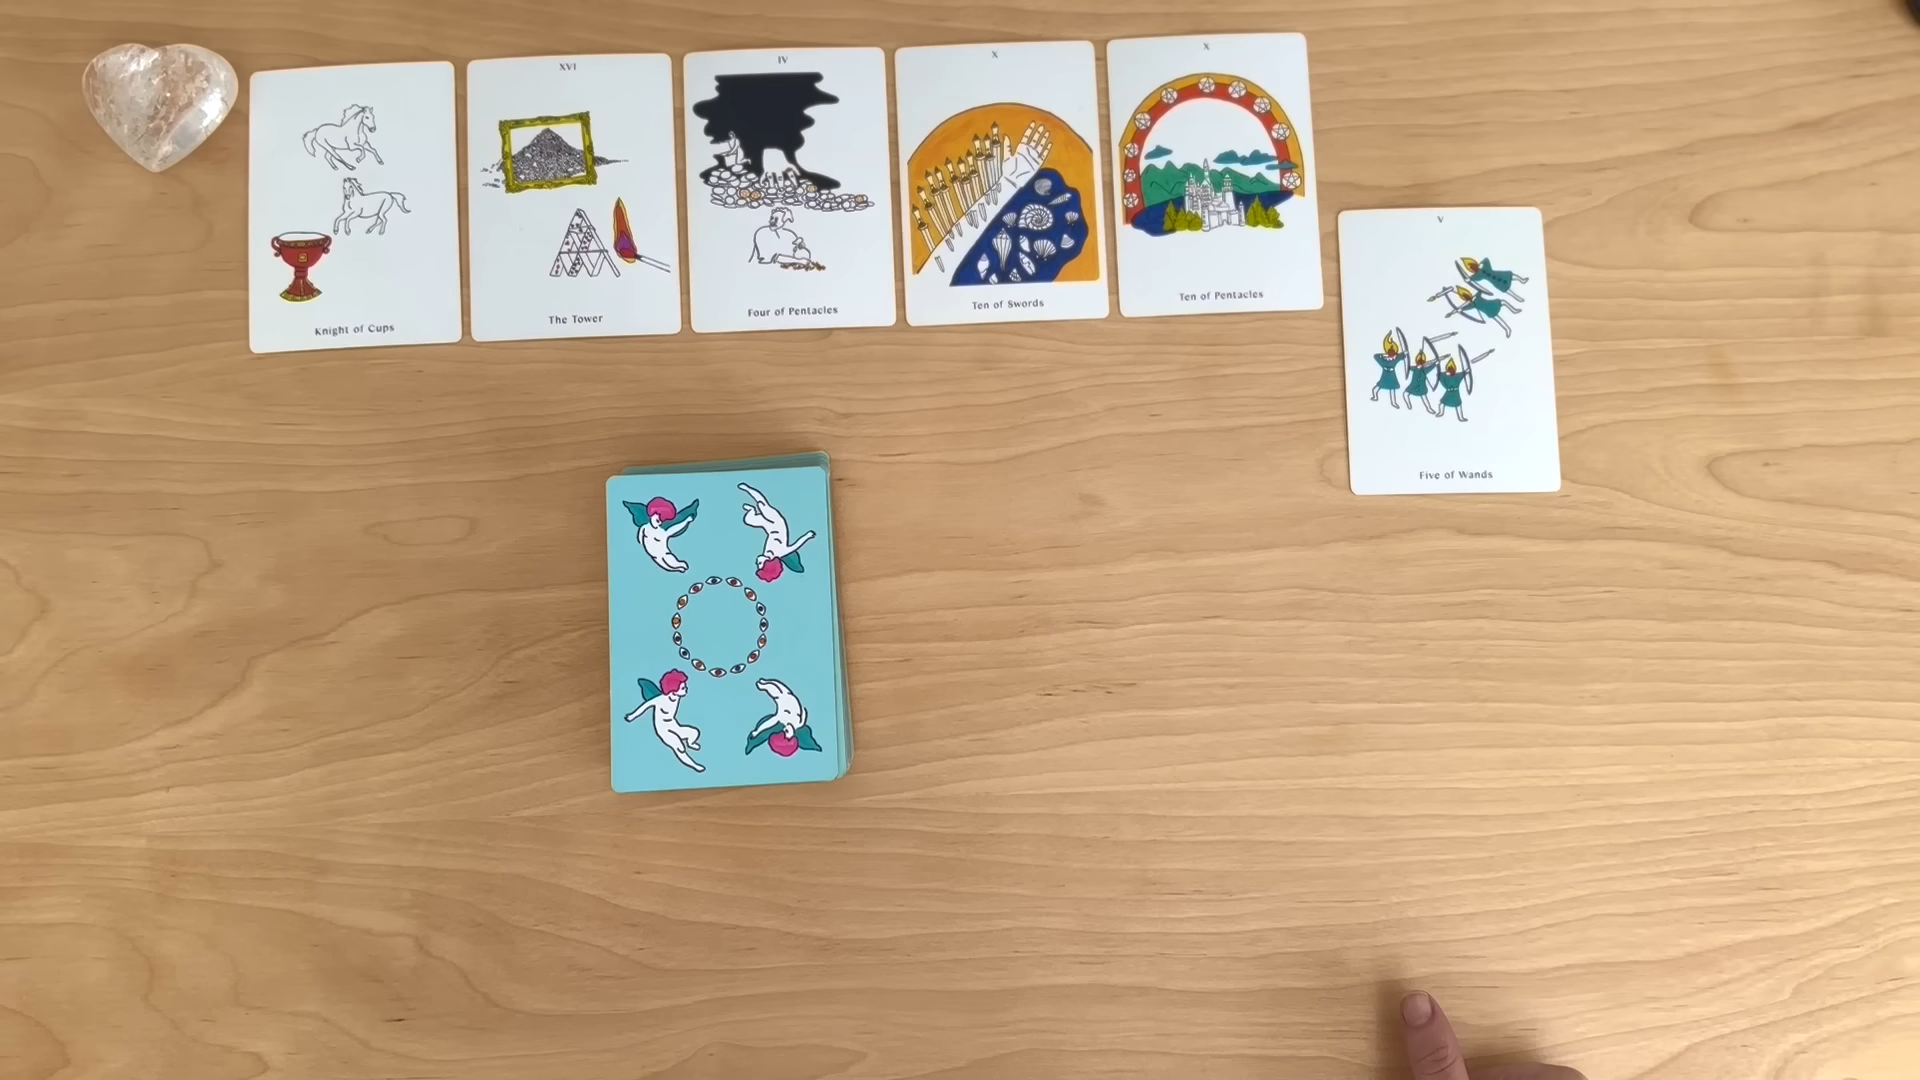 Knight of Cups
XVI
The Tower
IV
Four of Pentacles
X
Ten of Swords
X
Ten of Pentacles
V
Five of Wands